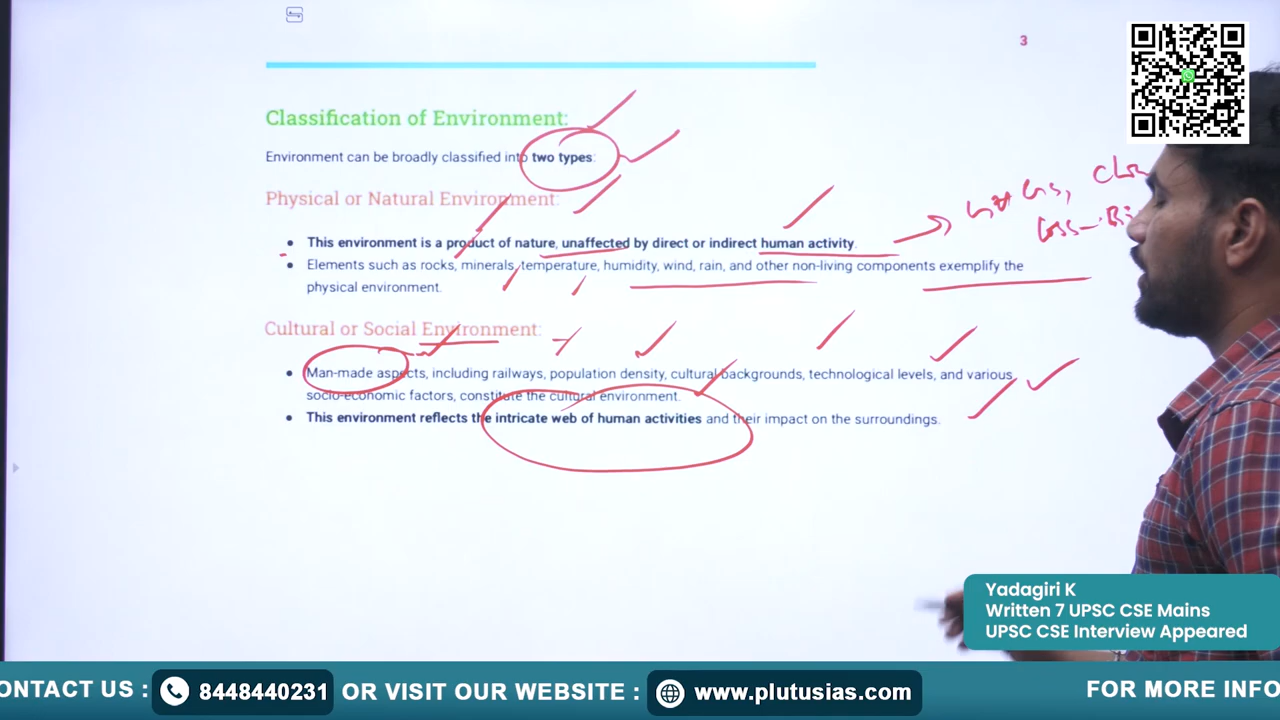 3
Classification of Environment:
Environment can be broadly classified into two types:
Physical or Natural Environment:
• This environment is a product of nature, unaffected by direct or indirect human activity.
• Elements such as rocks, minerals, temperature, humidity, wind, rain, and other non-living components exemplify the
physical environment.
Cultural or Social Environment:
• Man-made aspects, including railways, population density, cultural backgrounds, technological levels, and various
socio-economic factors, constitute the cultural environment.
• This environment reflects the intricate web of human activities and their impact on the surroundings.
Yadagiri K
Written 7 UPSC CSE Mains
UPSC CSE Interview Appeared
ONTACT US : 8448440231 OR VISIT OUR WEBSITE : www.plutusias.com FOR MORE INFO